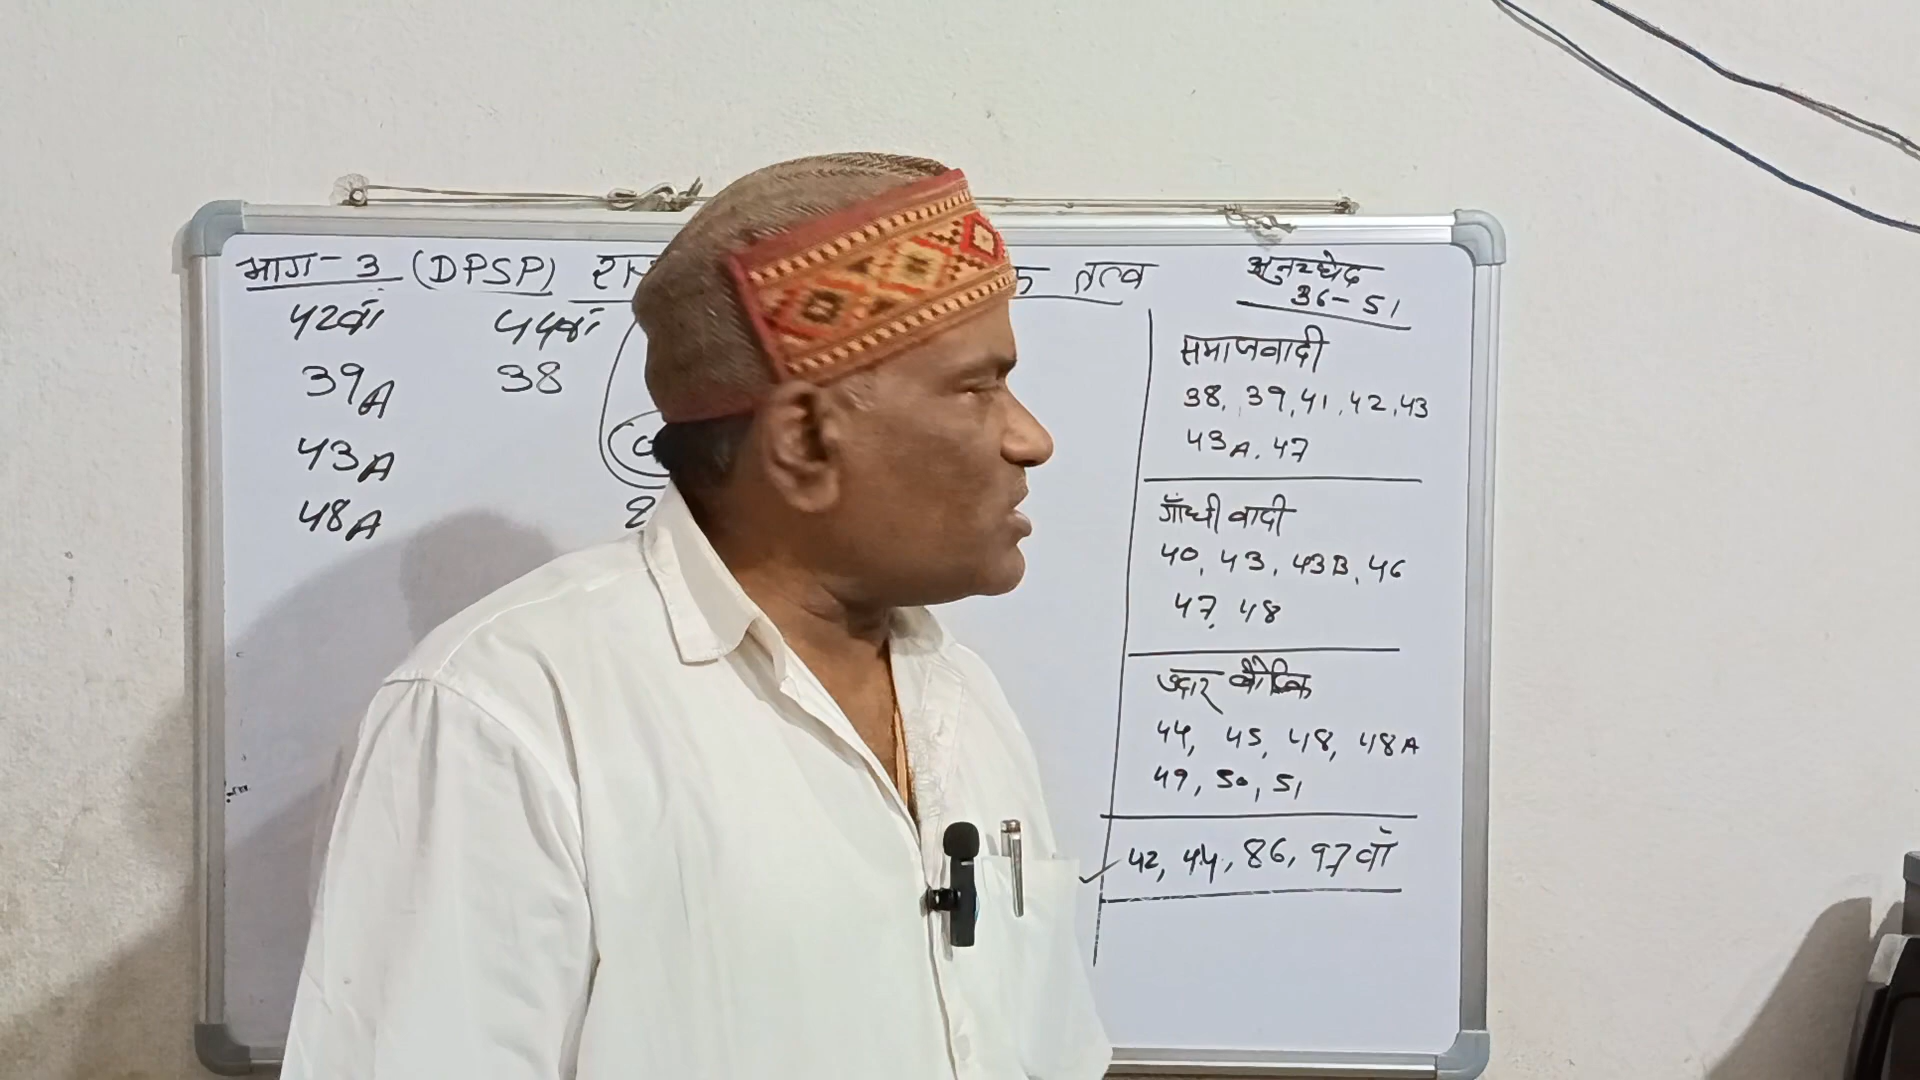 भाग-3 (DPSP) तत्व
42वां 44वां
39A 38
43A
48A
अनुच्छेद
36-51
समाजवादी
38, 39, 41, 42, 43
43A, 47
गाँधीवादी
40, 43, 43B, 46
47, 48
उदार बौद्धिक
44, 45, 48, 48A
49, 50, 51
42, 44, 86, 97वाँ